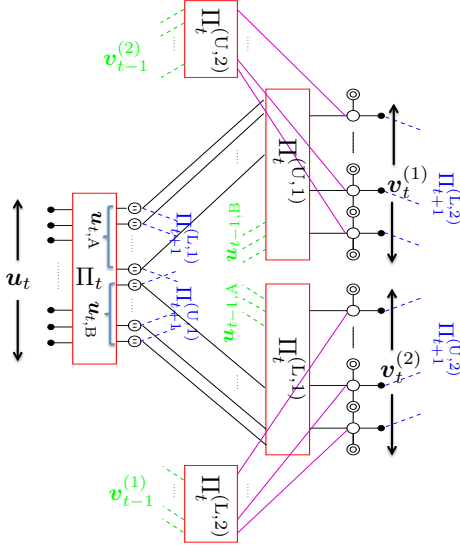 Π_t^{(U,2)}
v_{t-1}^{(2)}
Π_t^{(U,1)}
u_{t-1,B}
v_t^{(1)}
Π_{t+1}^{(L,2)}
u_t
u_{t,A}
Π_t
u_{t,B}
Π_{t+1}^{(L,1)}
Π_{t+1}^{(U,1)}
u_{t-1,A}
Π_t^{(L,1)}
v_t^{(2)}
Π_{t+1}^{(U,2)}
v_{t-1}^{(1)}
Π_t^{(L,2)}